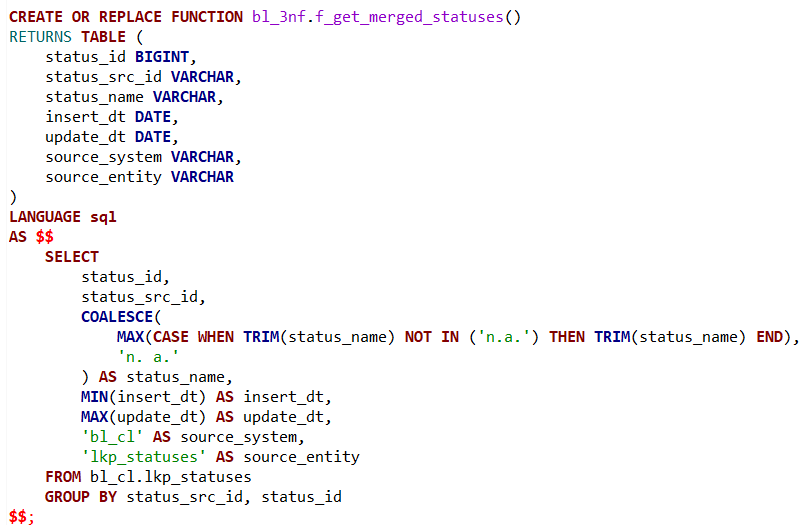 CREATE OR REPLACE FUNCTION bl_3nf.f_get_merged_statuses()
RETURNS TABLE (
    status_id BIGINT,
    status_src_id VARCHAR,
    status_name VARCHAR,
    insert_dt DATE,
    update_dt DATE,
    source_system VARCHAR,
    source_entity VARCHAR
)
LANGUAGE sql
AS $$
    SELECT
        status_id,
        status_src_id,
        COALESCE(
            MAX(CASE WHEN TRIM(status_name) NOT IN ('n.a.') THEN TRIM(status_name) END),
            'n. a.'
        ) AS status_name,
        MIN(insert_dt) AS insert_dt,
        MAX(update_dt) AS update_dt,
        'bl_cl' AS source_system,
        'lkp_statuses' AS source_entity
    FROM bl_cl.lkp_statuses
    GROUP BY status_src_id, status_id
$$;